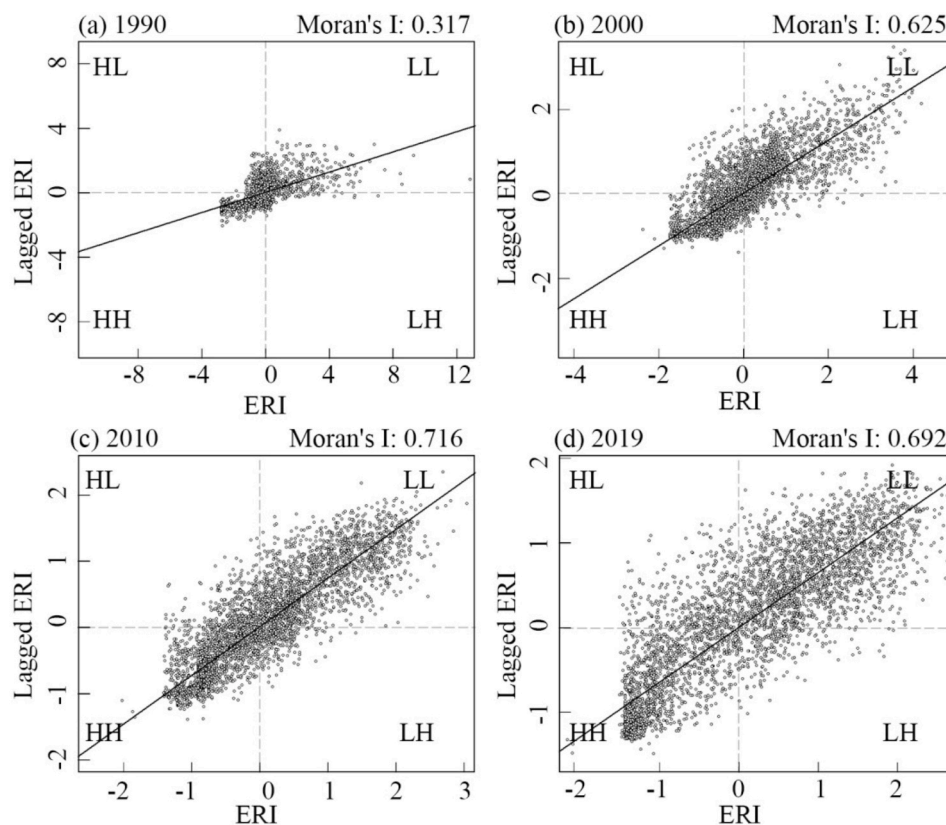 (a) 1990 Moran's I: 0.317
HL LL
HH LH
Lagged ERI
8
4
0
-4
-8
-8 -4 0 4 8 12
ERI
(b) 2000 Moran's I: 0.625
HL LL
HH LH
Lagged ERI
2
0
-2
-4 -2 0 2 4
ERI
(c) 2010 Moran's I: 0.716
HL LL
HH LH
Lagged ERI
2
1
0
-1
-2
-2 -1 0 1 2 3
ERI
(d) 2019 Moran's I: 0.692
HL LL
HH LH
Lagged ERI
2
1
0
-1
-2 -1 0 1 2
ERI